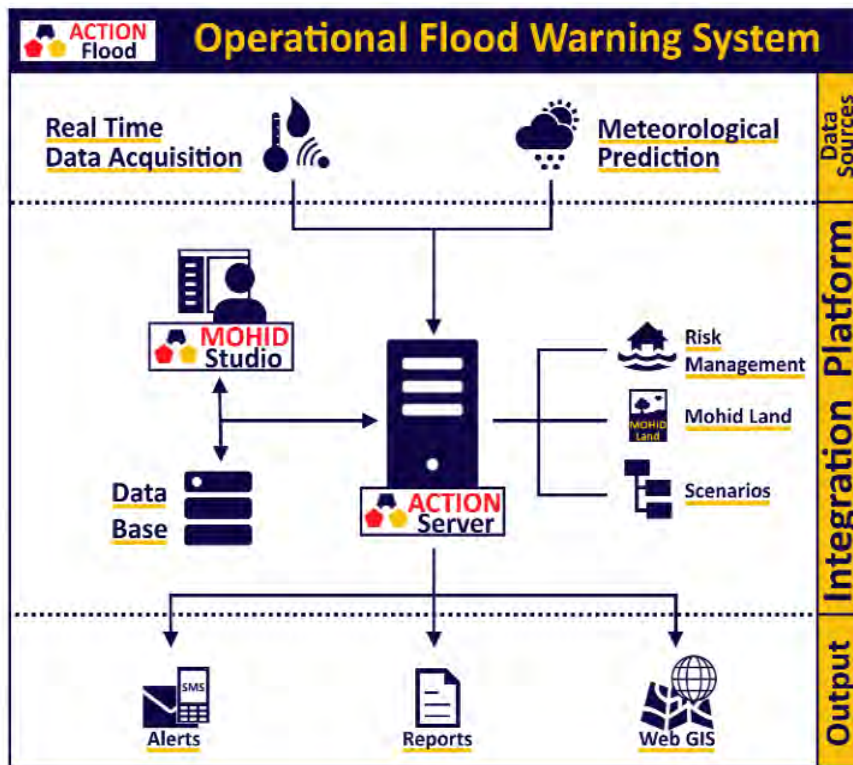 ACTION
Flood
Operational Flood Warning System
Real Time
Data Acquisition
Meteorological
Prediction
Data
Sources
MOHID
Studio
Risk
Management
MOHID
Land
Mohid Land
Data
Base
ACTION
Server
Scenarios
Integration Platform
SMS
Alerts
Reports
Web GIS
Output